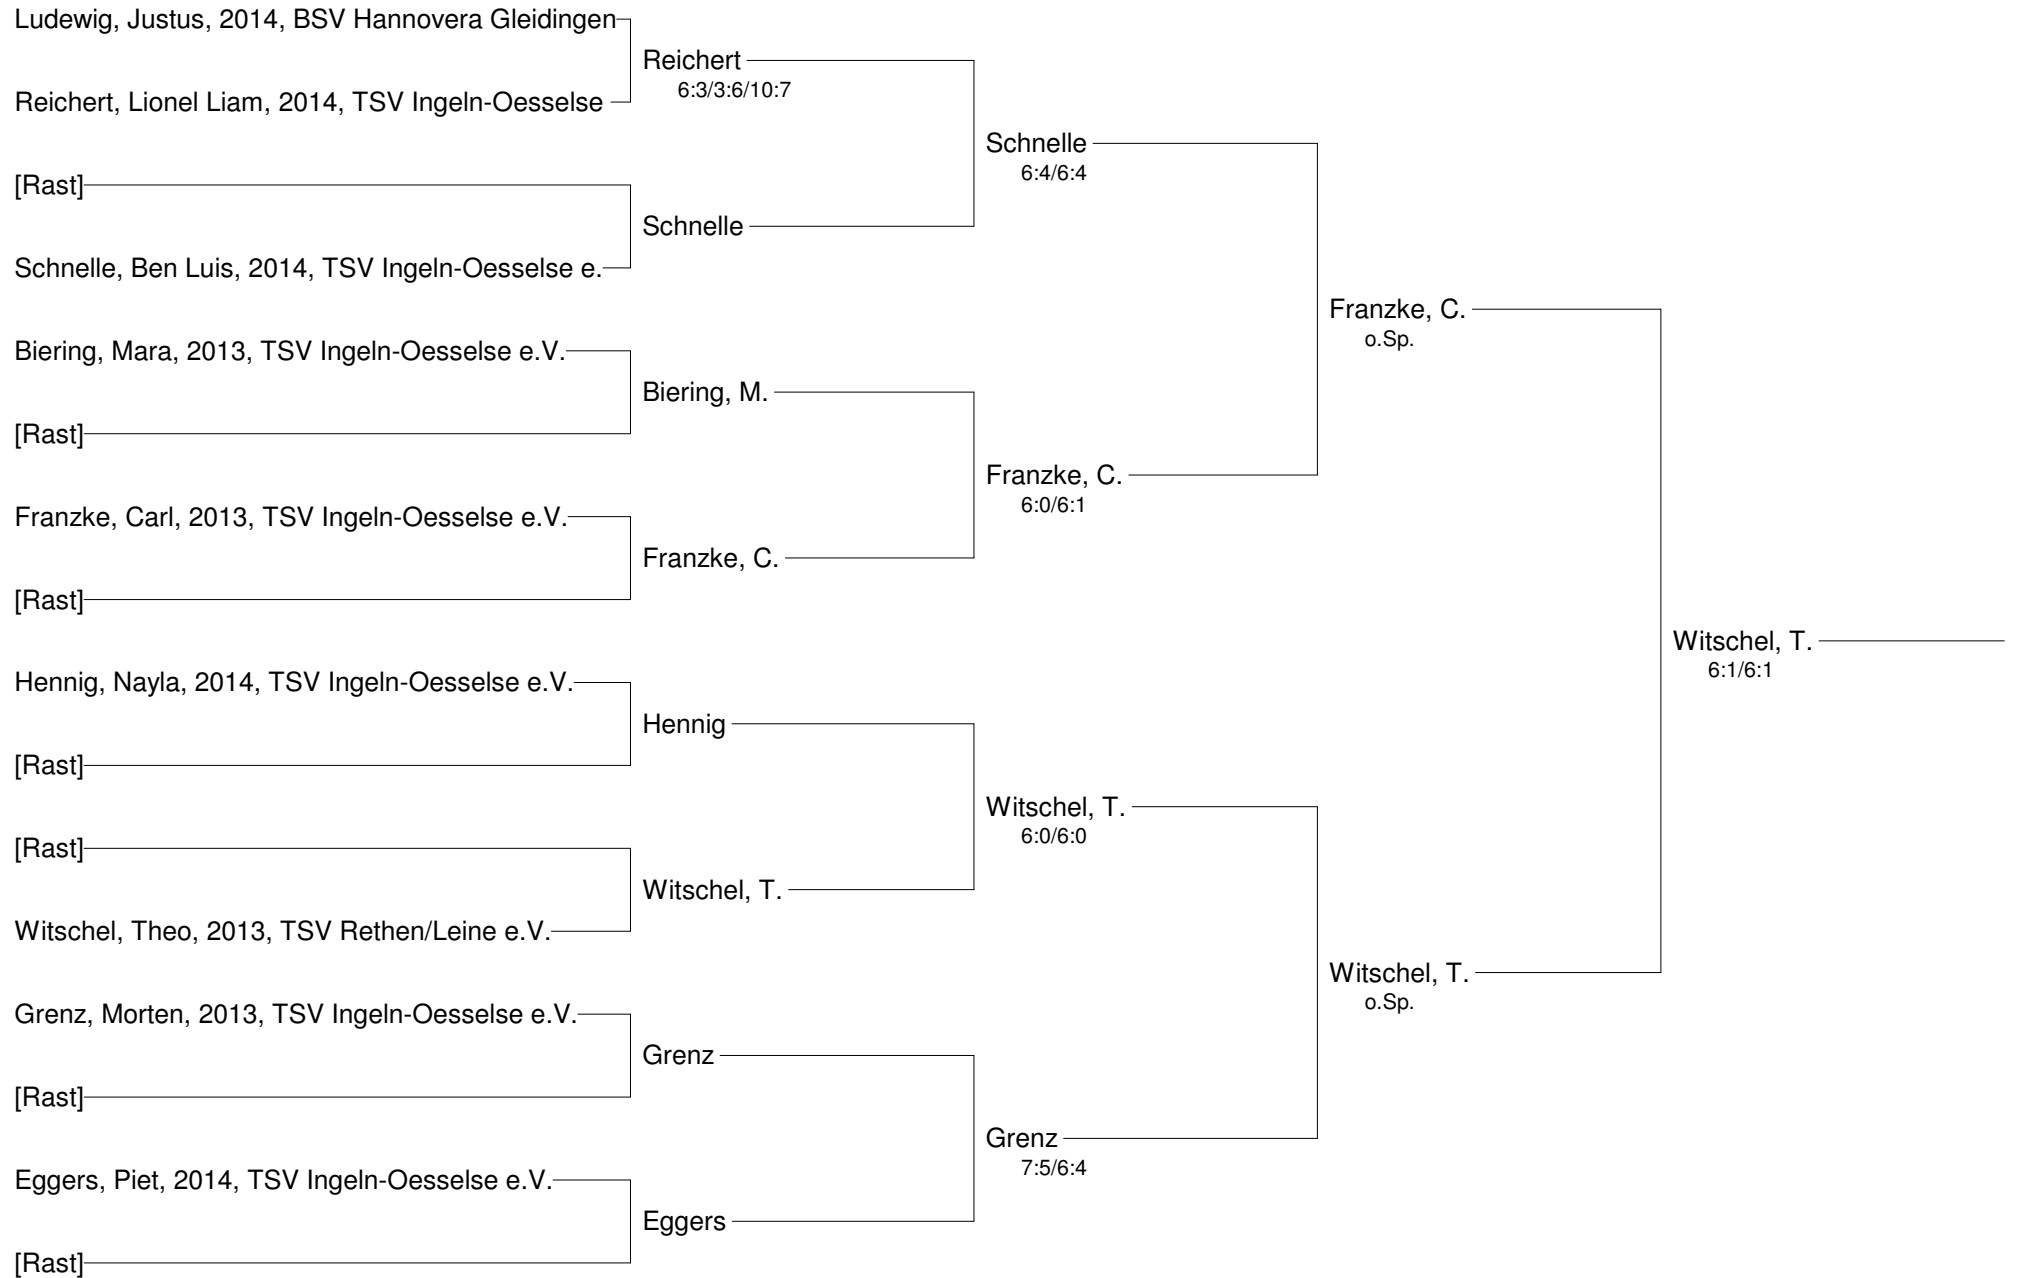 Ludewig, Justus, 2014, BSV Hannovera Gleidingen
Reichert, Lionel Liam, 2014, TSV Ingeln-Oesselse
[Rast]
Schnelle, Ben Luis, 2014, TSV Ingeln-Oesselse e.
Biering, Mara, 2013, TSV Ingeln-Oesselse e.V.
[Rast]
Franzke, Carl, 2013, TSV Ingeln-Oesselse e.V.
[Rast]
Hennig, Nayla, 2014, TSV Ingeln-Oesselse e.V.
[Rast]
[Rast]
Witschel, Theo, 2013, TSV Rethen/Leine e.V.
Grenz, Morten, 2013, TSV Ingeln-Oesselse e.V.
[Rast]
Eggers, Piet, 2014, TSV Ingeln-Oesselse e.V.
[Rast]
Reichert
6:3/3:6/10:7
Schnelle
Biering, M.
Franzke, C.
Hennig
Witschel, T.
Grenz
Eggers
Schnelle
6:4/6:4
Franzke, C.
6:0/6:1
Witschel, T.
6:0/6:0
Grenz
7:5/6:4
Franzke, C.
o.Sp.
Witschel, T.
o.Sp.
Witschel, T.
6:1/6:1